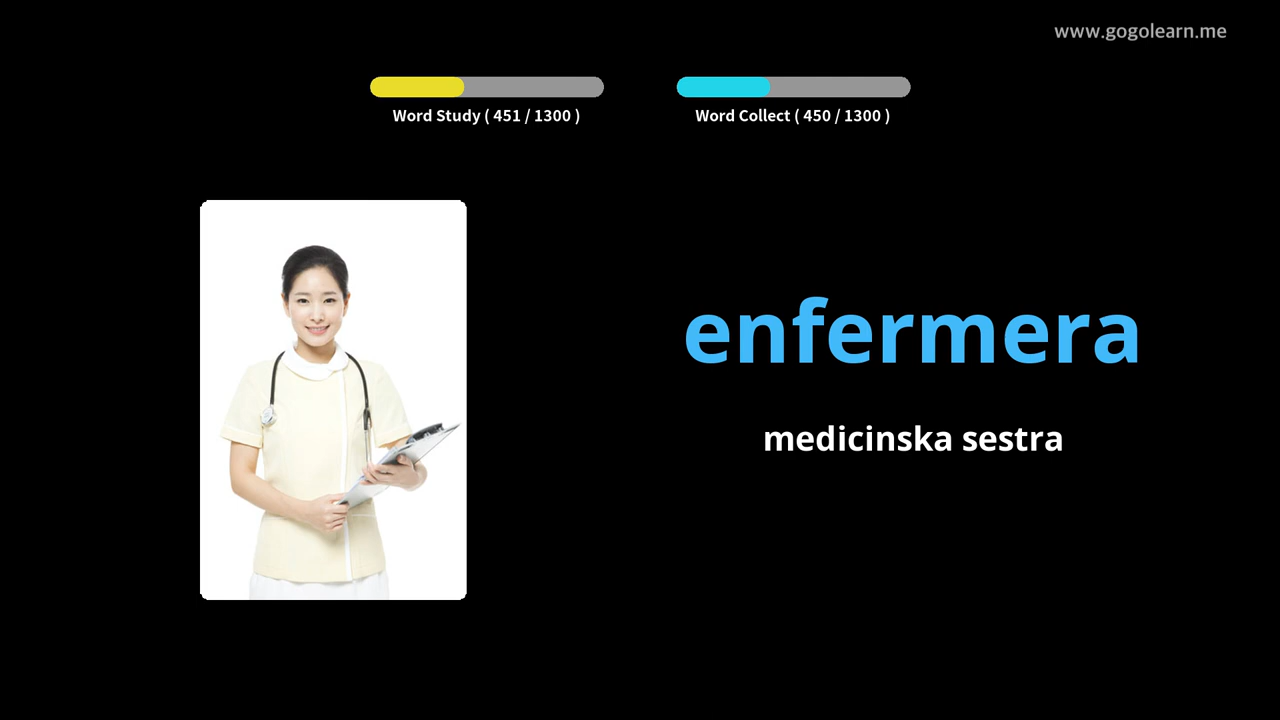 www.gogolearn.me
Word Study ( 451 / 1300 )
Word Collect ( 450 / 1300 )
enfermera
medicinska sestra